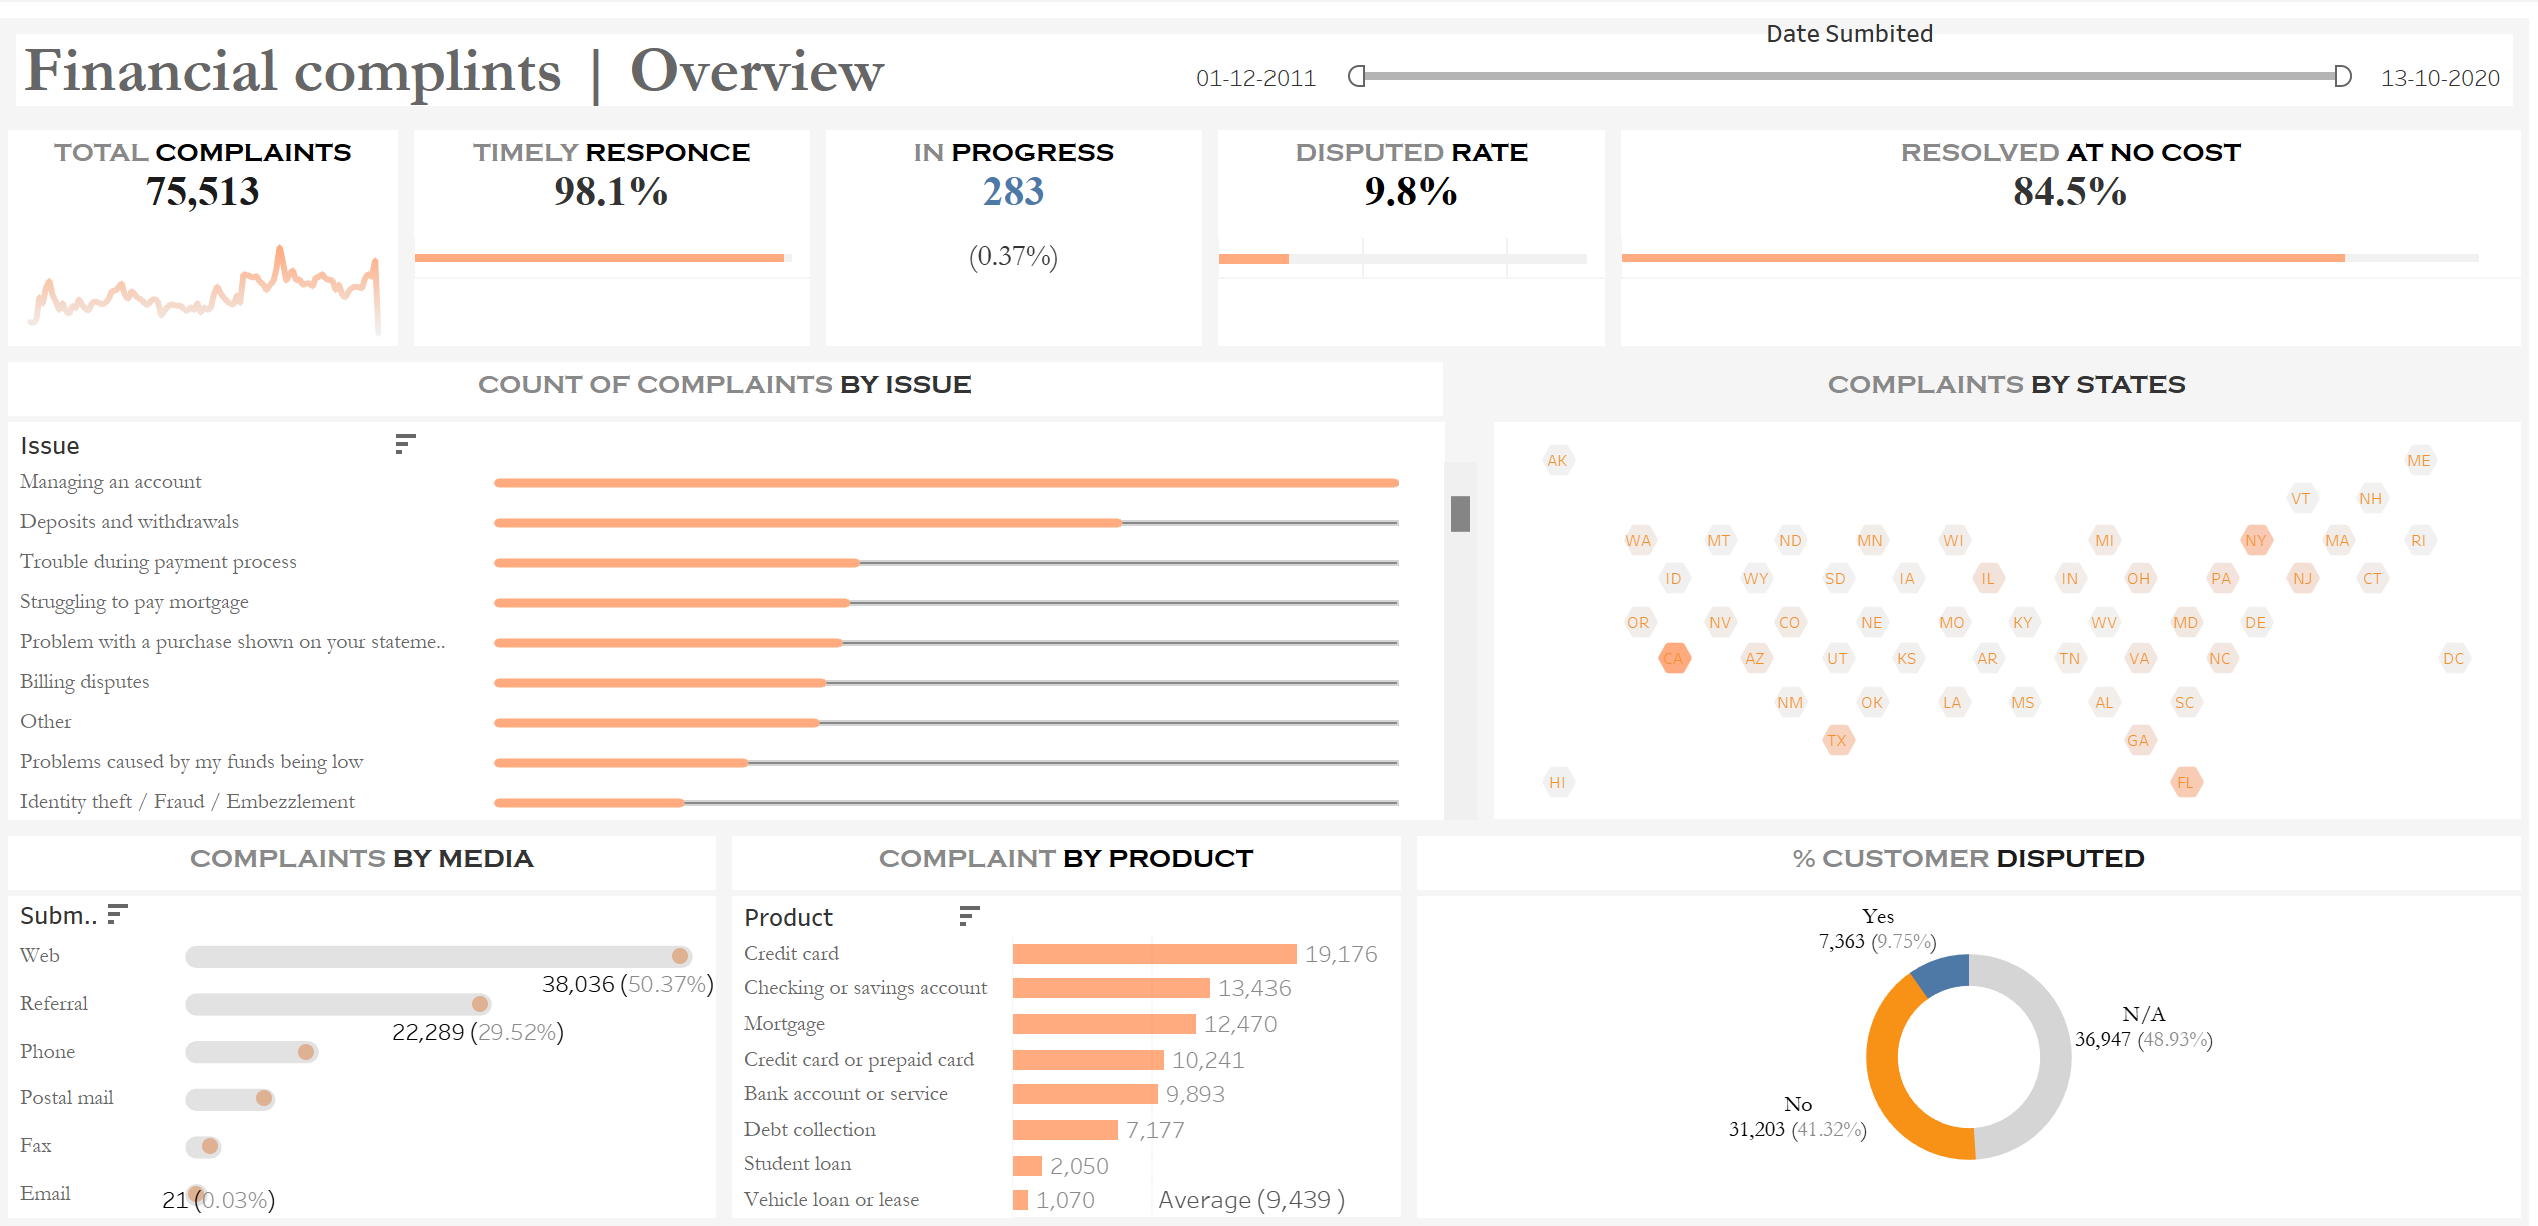 Date Sumbited
Financial complints | Overview
01-12-2011
13-10-2020
TOTAL COMPLAINTS
75,513
TIMELY RESPONCE
98.1%
IN PROGRESS
283
(0.37%)
DISPUTED RATE
9.8%
RESOLVED AT NO COST
84.5%
COUNT OF COMPLAINTS BY ISSUE
Issue
Managing an account
Deposits and withdrawals
Trouble during payment process
Struggling to pay mortgage
Problem with a purchase shown on your stateme..
Billing disputes
Other
Problems caused by my funds being low
Identity theft / Fraud / Embezzlement
COMPLAINTS BY STATES
AK ME
VT NH
WA MT ND MN WI MI NY MA RI
ID WY SD IA IL IN OH PA NJ CT
OR NV CO NE MO KY WV MD DE
CA AZ UT KS AR TN VA NC DC
NM OK LA MS AL SC
TX GA
HI FL
COMPLAINTS BY MEDIA
Subm..
Web
38,036 (50.37%)
Referral
22,289 (29.52%)
Phone
Postal mail
Fax
Email
21 (0.03%)
COMPLAINT BY PRODUCT
Product
Credit card 19,176
Checking or savings account 13,436
Mortgage 12,470
Credit card or prepaid card 10,241
Bank account or service 9,893
Debt collection 7,177
Student loan 2,050
Vehicle loan or lease 1,070
Average (9,439 )
% CUSTOMER DISPUTED
Yes
7,363 (9.75%)
N/A
36,947 (48.93%)
No
31,203 (41.32%)